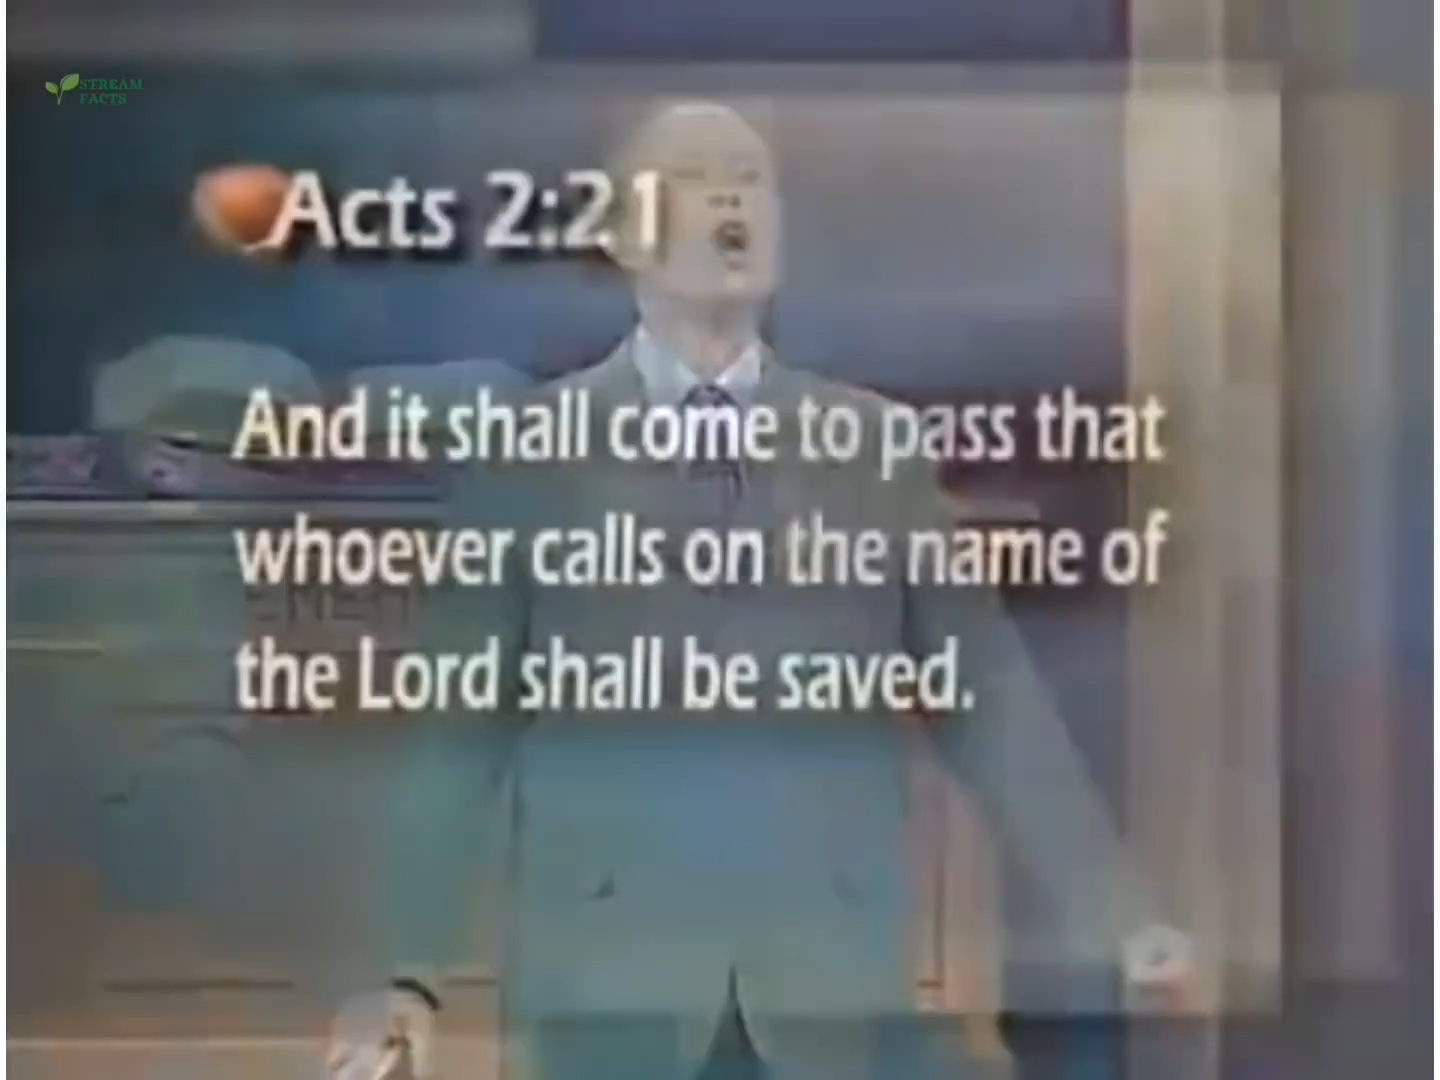 STREAM
FACTS
Acts 2:21
And it shall come to pass that
whoever calls on the name of
the Lord shall be saved.